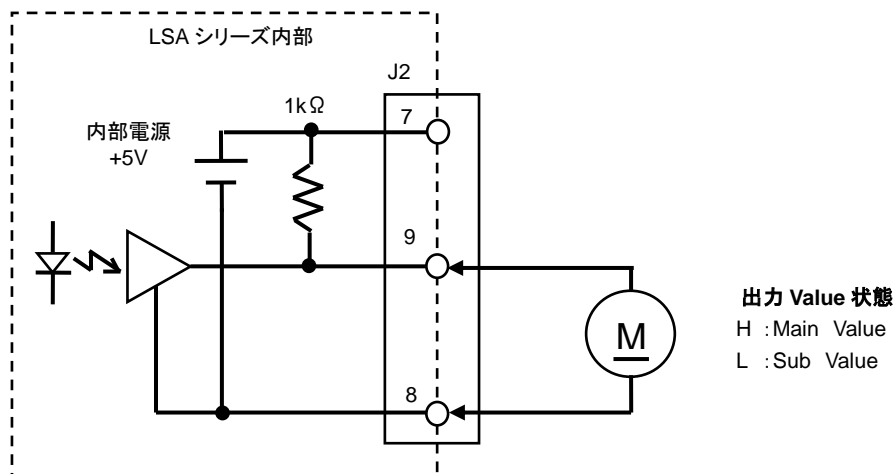 LSA シリーズ内部
J2
1kΩ
7
内部電源
+5V
9
出力 Value 状態
H :Main Value
M
L :Sub Value
8